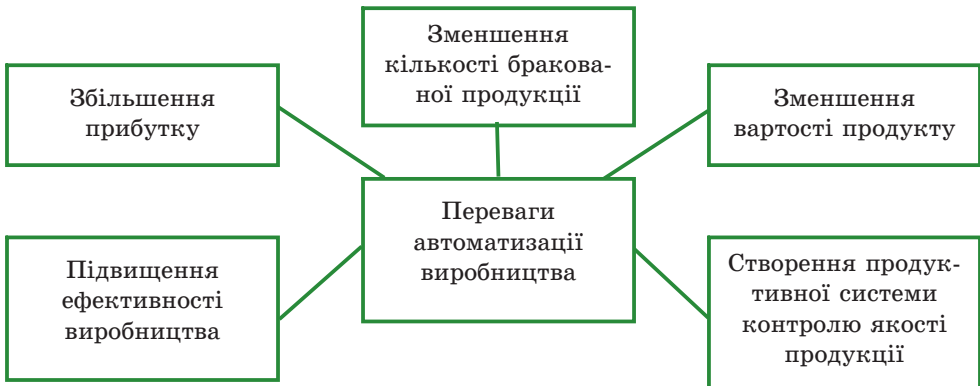 Збільшення
прибутку
Зменшення
кількості бракова-
ної продукції
Зменшення
вартості продукту
Переваги
автоматизації
виробництва
Підвищення
ефективності
виробництва
Створення продук-
тивної системи
контролю якості
продукції